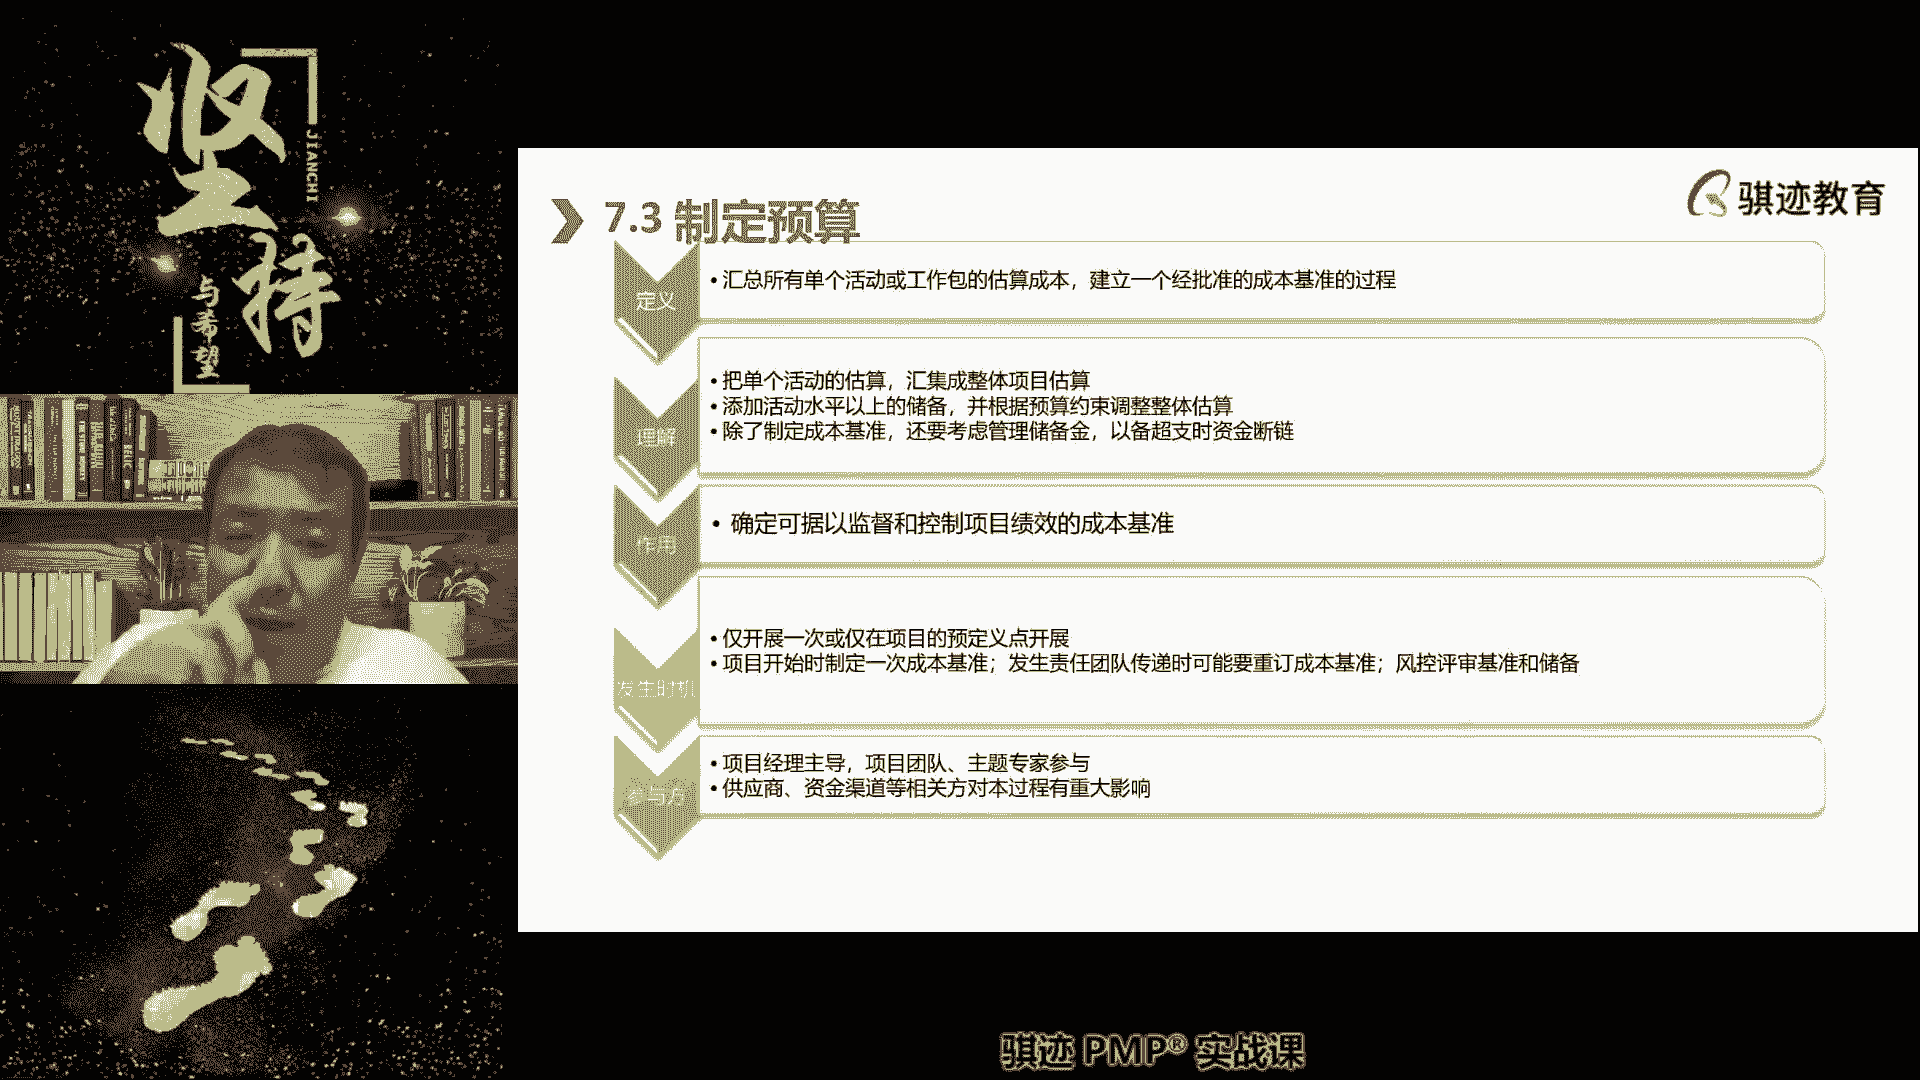 坚持
JIANCHI
与希望
骐迹教育
7.3 制定预算
定义
•汇总所有单个活动或工作包的估算成本，建立一个经批准的成本基准的过程
理解
•把单个活动的估算，汇集成整体项目估算
•添加活动水平以上的储备，并根据预算约束调整整体估算
•除了制定成本基准，还要考虑管理储备金，以备超支时资金断链
作用
• 确定可据以监督和控制项目绩效的成本基准
发生时机
•仅开展一次或仅在项目的预定义点开展
•项目开始时制定一次成本基准；发生责任团队传递时可能要重订成本基准；风控评审基准和储备
参与方
•项目经理主导，项目团队、主题专家参与
•供应商、资金渠道等相关方对本过程有重大影响
骐迹 PMP® 实战课